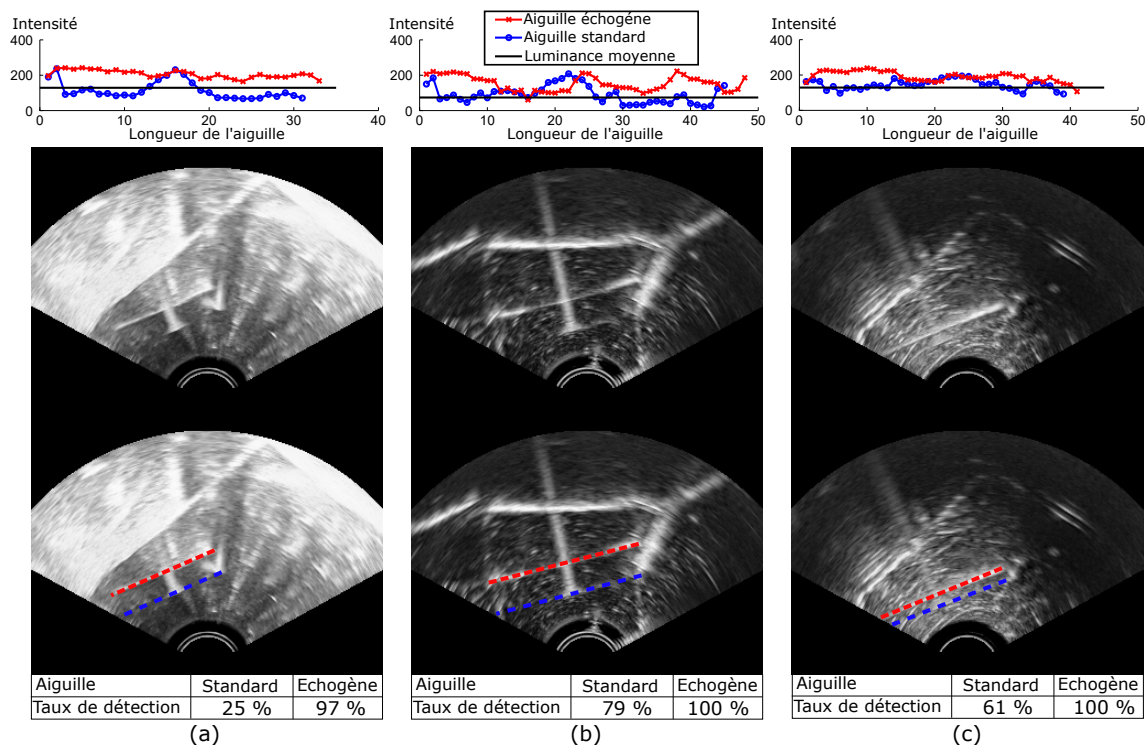 Intensité
Intensité
Intensité
Aiguille échogéne
Aiguille standard
Luminance moyenne
400
200
0
0
10
20
30
40
Longueur de l'aiguille
400
200
0
0
10
20
30
40
50
Longueur de l'aiguille
400
200
0
0
10
20
30
40
50
Longueur de l'aiguille
Aiguille Standard Echogène
Taux de détection 25 % 97 %
(a)
Aiguille Standard Echogène
Taux de détection 79 % 100 %
(b)
Aiguille Standard Echogène
Taux de détection 61 % 100 %
(c)